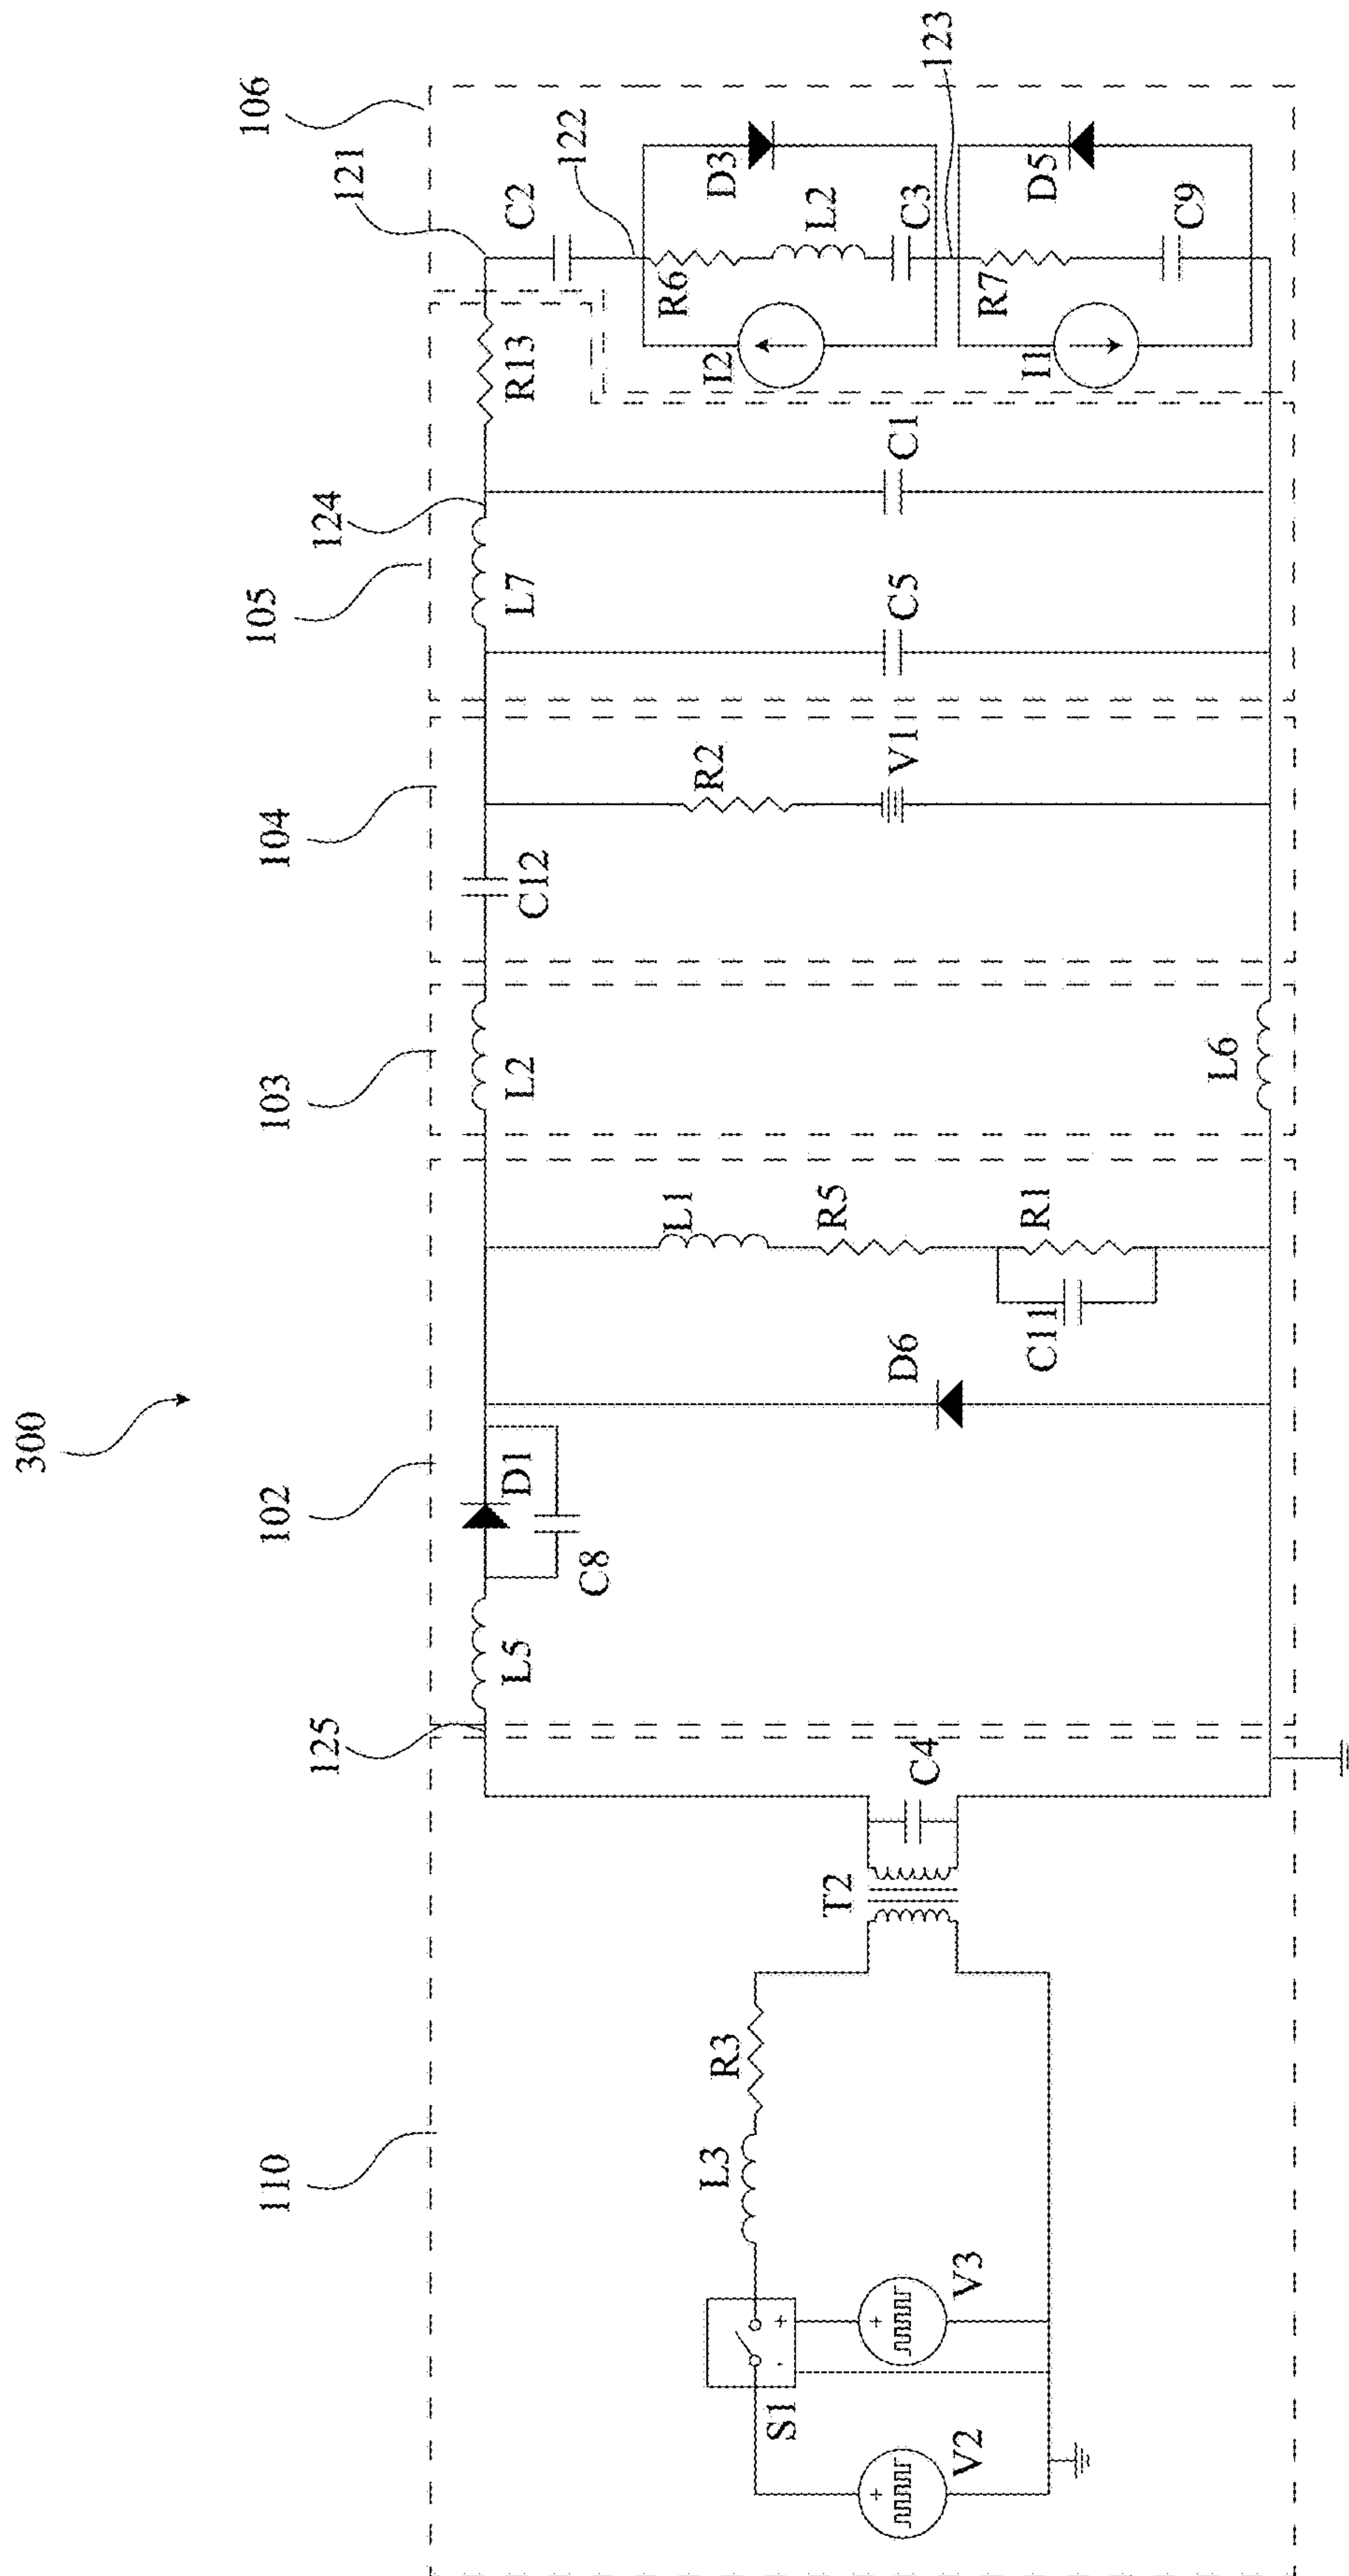 300
110
125
102
103
104
105
124
121
106
122
123
V2
S1
V3
L3
R3
T2
C4
L5
C8
D1
D6
C11
L1
R5
R1
L2
L6
C12
R2
V1
L7
C5
C1
R13
C2
I2
R6
L2
C3
D3
I1
R7
C9
D5
+
+
-
+